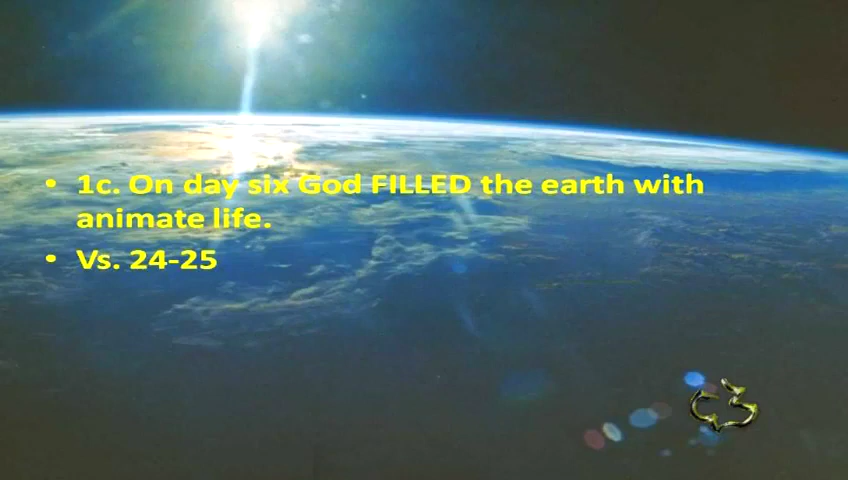 • 1c. On day six God FILLED the earth with
animate life.
• Vs. 24-25